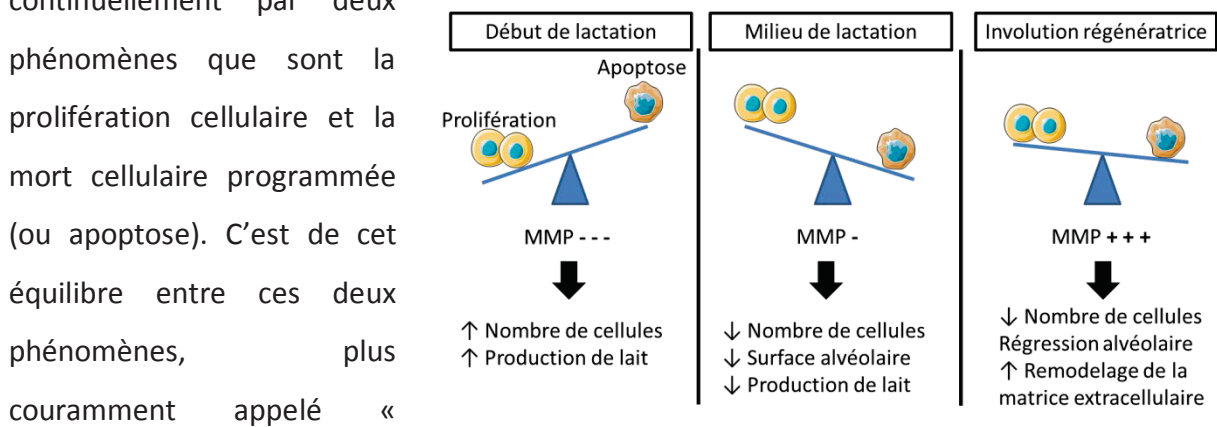 continuellement par deux
phénomènes que sont la
prolifération cellulaire et la
mort cellulaire programmée
(ou apoptose). C’est de cet
équilibre entre ces deux
phénomènes, plus
couramment appelé «
Début de lactation
Apoptose
Prolifération
MMP - - -
↑ Nombre de cellules
↑ Production de lait
Milieu de lactation
MMP -
↓ Nombre de cellules
↓ Surface alvéolaire
↓ Production de lait
Involution régénératrice
MMP + + +
↓ Nombre de cellules
Régression alvéolaire
↑ Remodelage de la
matrice extracellulaire